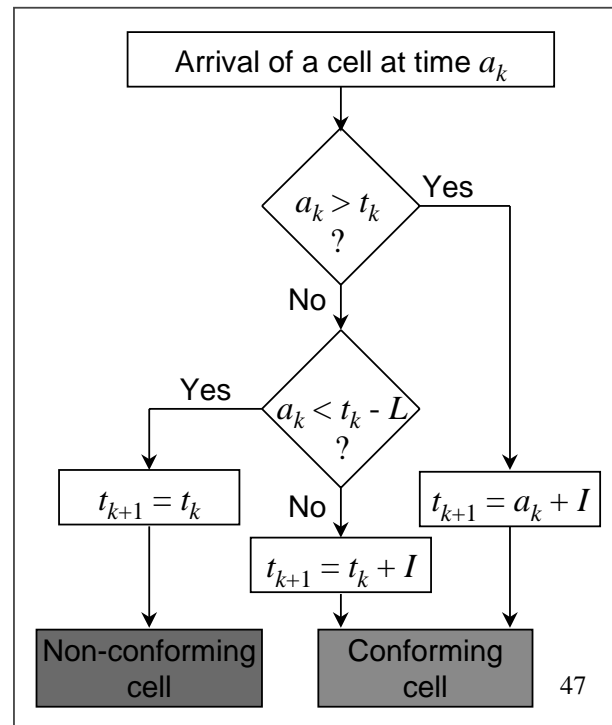 Arrival of a cell at time a_k
Yes
a_k > t_k
?
No
Yes
a_k < t_k - L
?
t_{k+1} = t_k
No
t_{k+1} = a_k + I
t_{k+1} = t_k + I
Non-conforming
cell
Conforming
cell
47